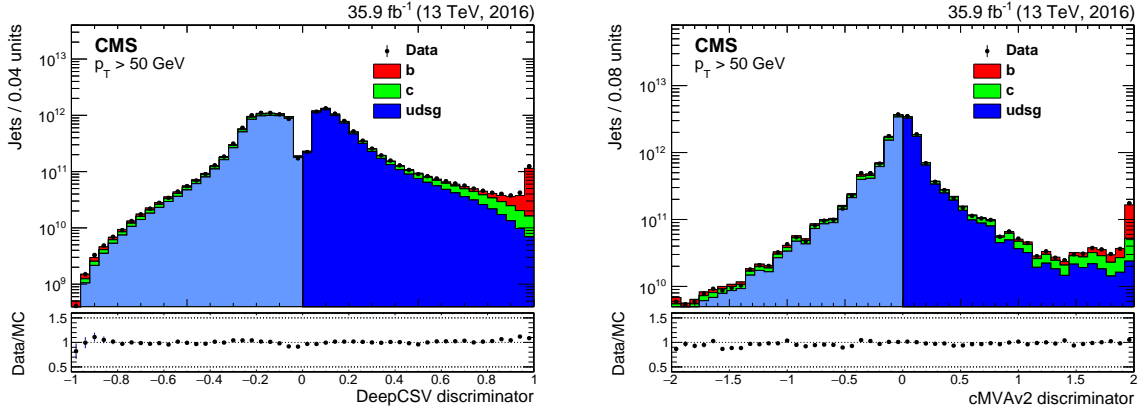 35.9 fb⁻¹ (13 TeV, 2016)
CMS
p_T > 50 GeV
Data
b
c
udsg
Jets / 0.04 units
10¹³
10¹²
10¹¹
10¹⁰
10⁹
Data/MC
1.5
1
0.5
−1 −0.8 −0.6 −0.4 −0.2 0 0.2 0.4 0.6 0.8 1
DeepCSV discriminator
35.9 fb⁻¹ (13 TeV, 2016)
CMS
p_T > 50 GeV
Data
b
c
udsg
Jets / 0.08 units
10¹³
10¹²
10¹¹
10¹⁰
Data/MC
1.5
1
0.5
−2 −1.5 −1 −0.5 0 0.5 1 1.5 2
cMVAv2 discriminator